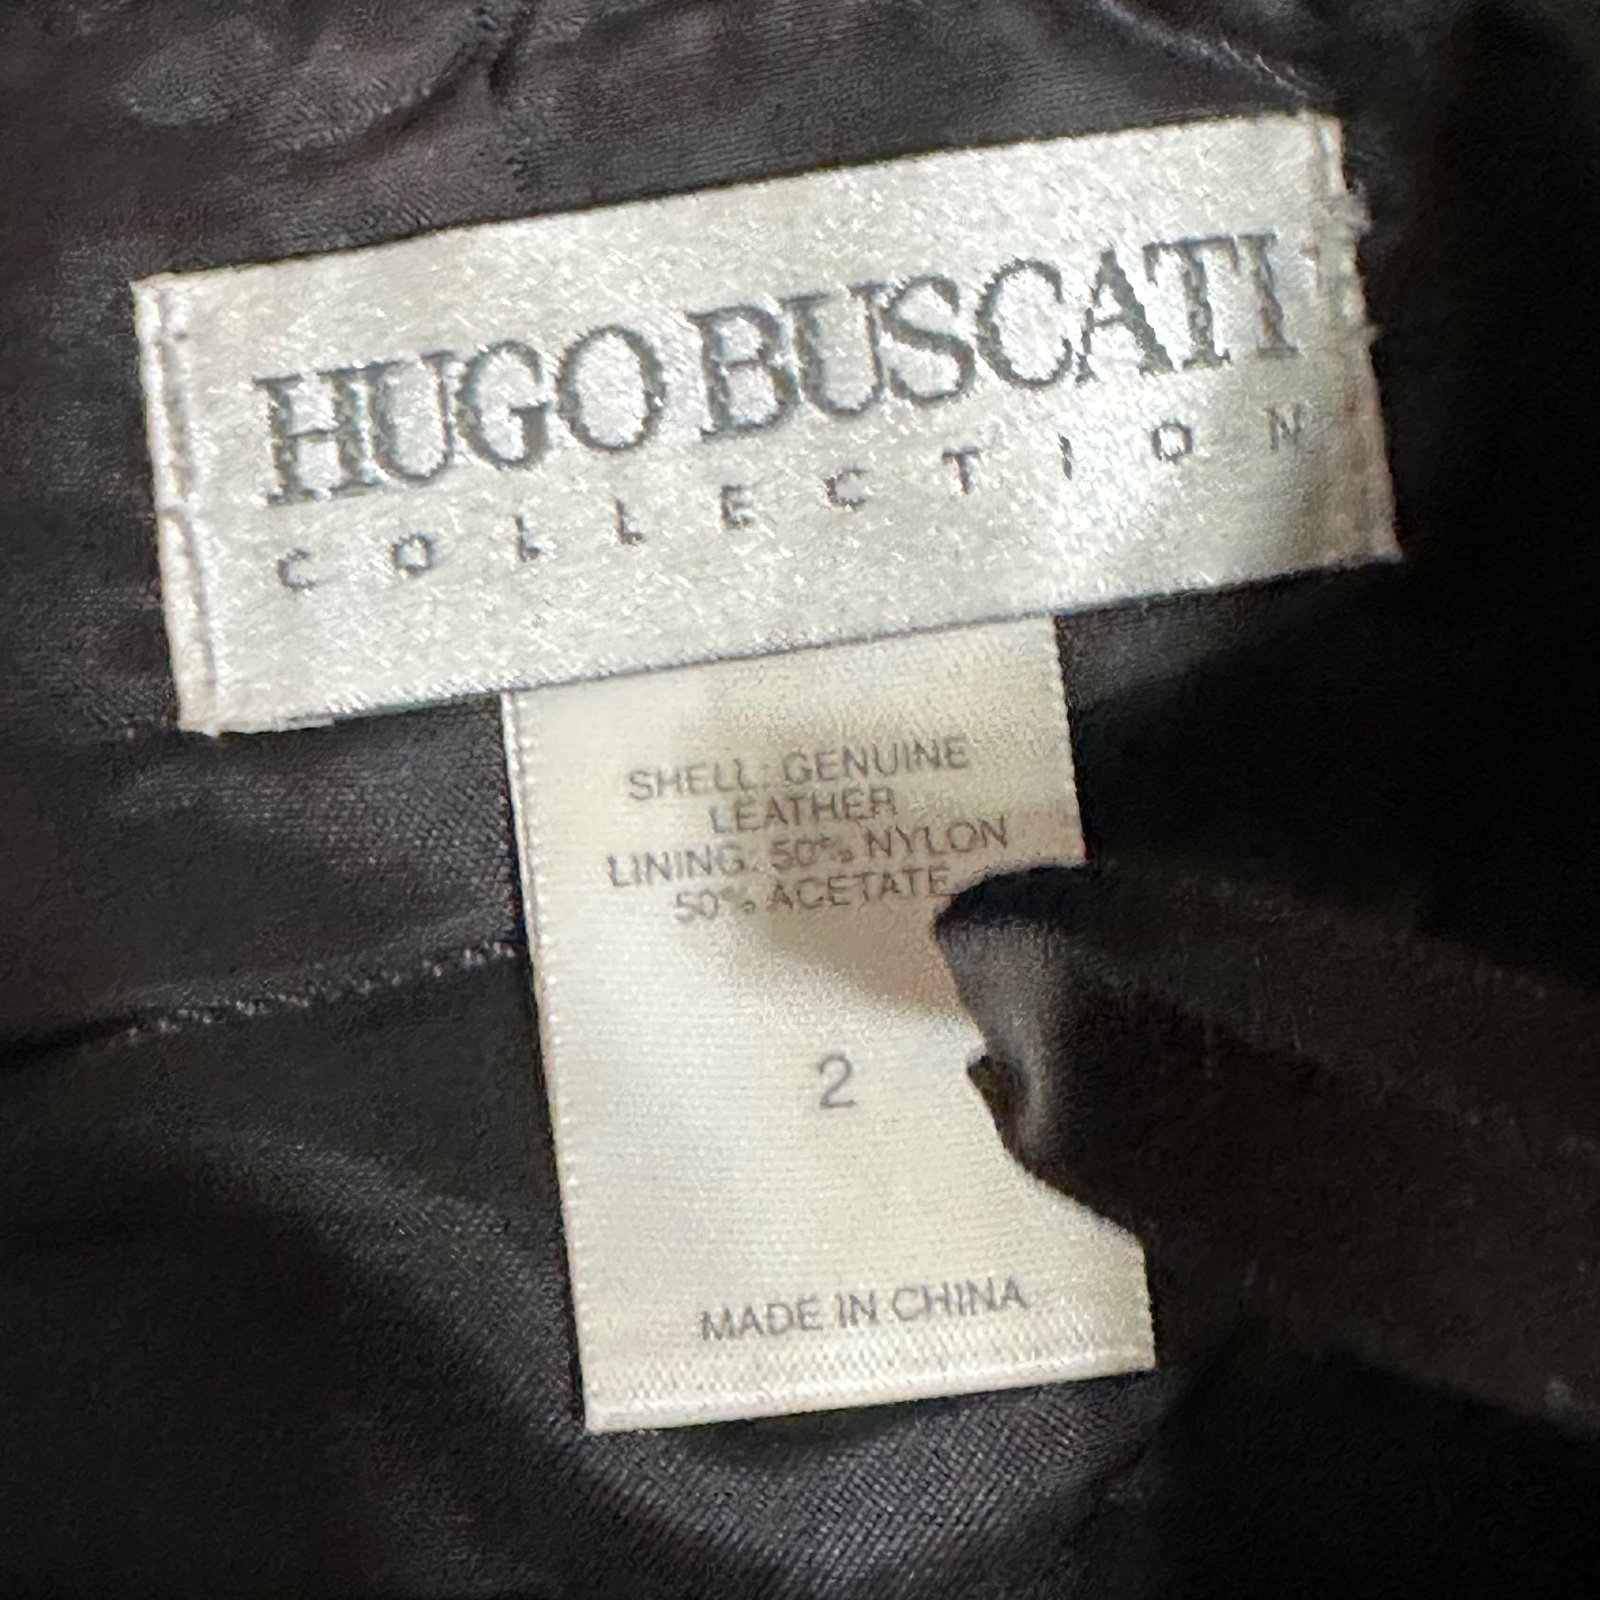 HUGO BUSCATI
COLLECTION
SHELL: GENUINE
LEATHER
LINING: 50% NYLON
50% ACETATE
2
MADE IN CHINA